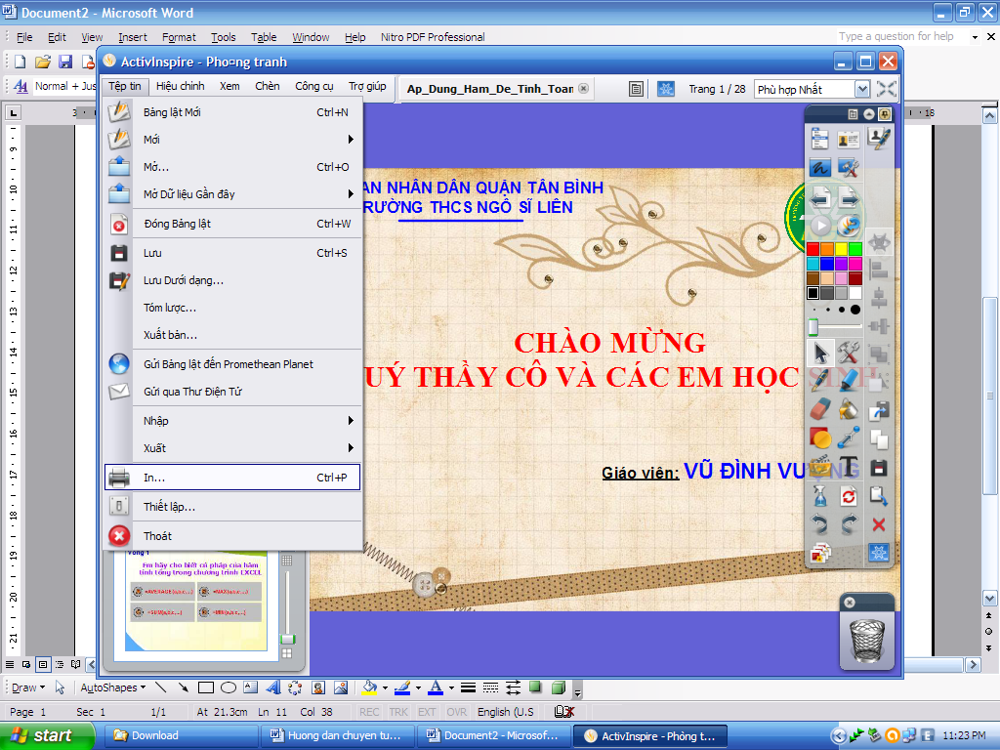 Document2 - Microsoft Word
File Edit View Insert Format Tools Table Window Help Nitro PDF Professional
Type a question for help
Normal + Jus
ActivInspire - Phòng tranh
Tệp tin Hiệu chỉnh Xem Chèn Công cụ Trợ giúp
Ap_Dung_Ham_De_Tinh_Toan
Trang 1 / 28
Phù hợp Nhất
Bảng lật Mới Ctrl+N
Mới
Mở... Ctrl+O
Mở Dữ liệu Gần đây
Đóng Bảng lật Ctrl+W
Lưu Ctrl+S
Lưu Dưới dạng...
Tóm lược...
Xuất bản...
Gửi Bảng lật đến Promethean Planet
Gửi qua Thư Điện Tử
Nhập
Xuất
In... Ctrl+P
Thiết lập...
Thoát
AN NHÂN DÂN QUẬN TÂN BÌNH
RƯỜNG THCS NGÔ SĨ LIÊN
CHÀO MỪNG
UÝ THẦY CÔ VÀ CÁC EM HỌC SINH
Giáo viên: VŨ ĐÌNH VƯỢNG
Vòng 1
Em hãy cho biết cú pháp của hàm
tính tổng trong chương trình EXCEL
=AVERAGE(a,b,c,...) =MAX(a,b,c,...)
=SUM(a,b,c,...) =MIN(a,b,c,...)
Draw AutoShapes
Page 1 Sec 1 1/1 At 21.3cm Ln 11 Col 38 REC TRK EXT OVR English (U.S
start
Download
Huong dan chuyen tu...
Document2 - Microsof...
ActivInspire - Phòng t...
11:23 PM